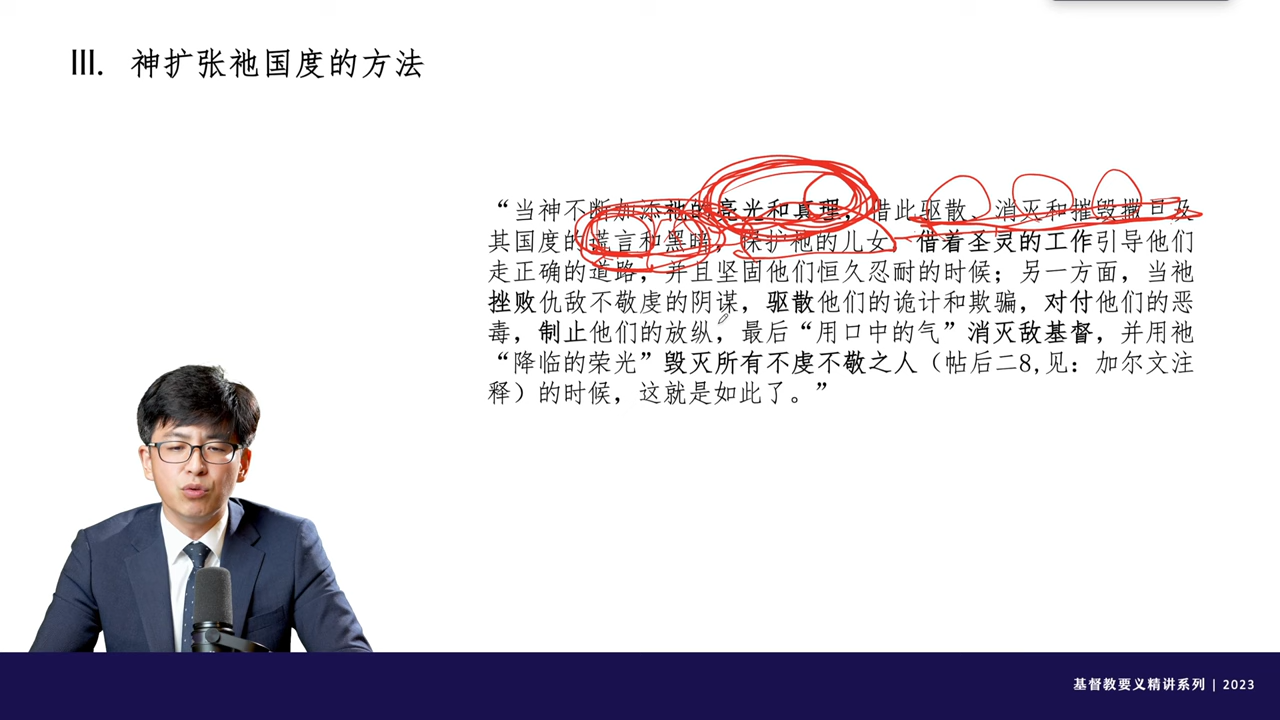 III. 神扩张祂国度的方法
“当神不断加添祂的亮光和真理，借此驱散、消灭和摧毁撒旦及
其国度的谎言和黑暗，保护祂的儿女，借着圣灵的工作引导他们
走正确的道路，并且坚固他们恒久忍耐的时候；另一方面，当祂
挫败仇敌不敬虔的阴谋，驱散他们的诡计和欺骗，对付他们的恶
毒，制止他们的放纵，最后“用口中的气”消灭敌基督，并用祂
“降临的荣光”毁灭所有不虔不敬之人（帖后二8,见：加尔文注
释）的时候，这就是如此了。”
基督教要义精讲系列 | 2023